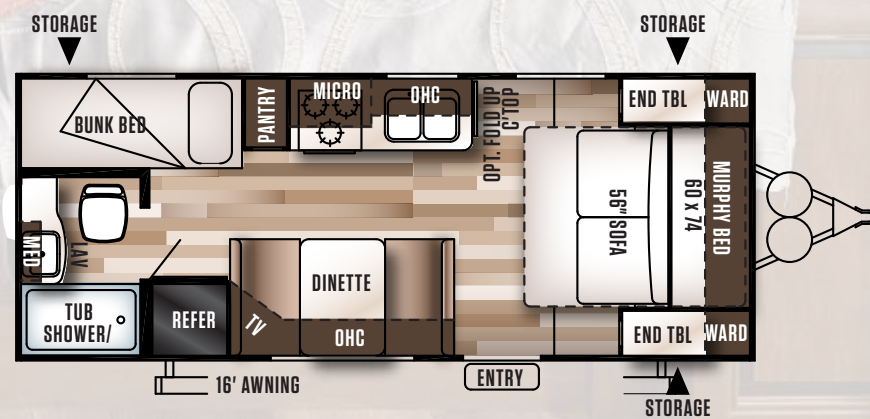 STORAGE
STORAGE
BUNK BED
PANTRY
MICRO
OHC
OPT. FOLD UP
C'TOP
END TBL
WARD
56" SOFA
60 x 74
MURPHY BED
MED
LAV
TUB
SHOWER/
REFER
TV
DINETTE
OHC
END TBL
WARD
16' AWNING
ENTRY
STORAGE